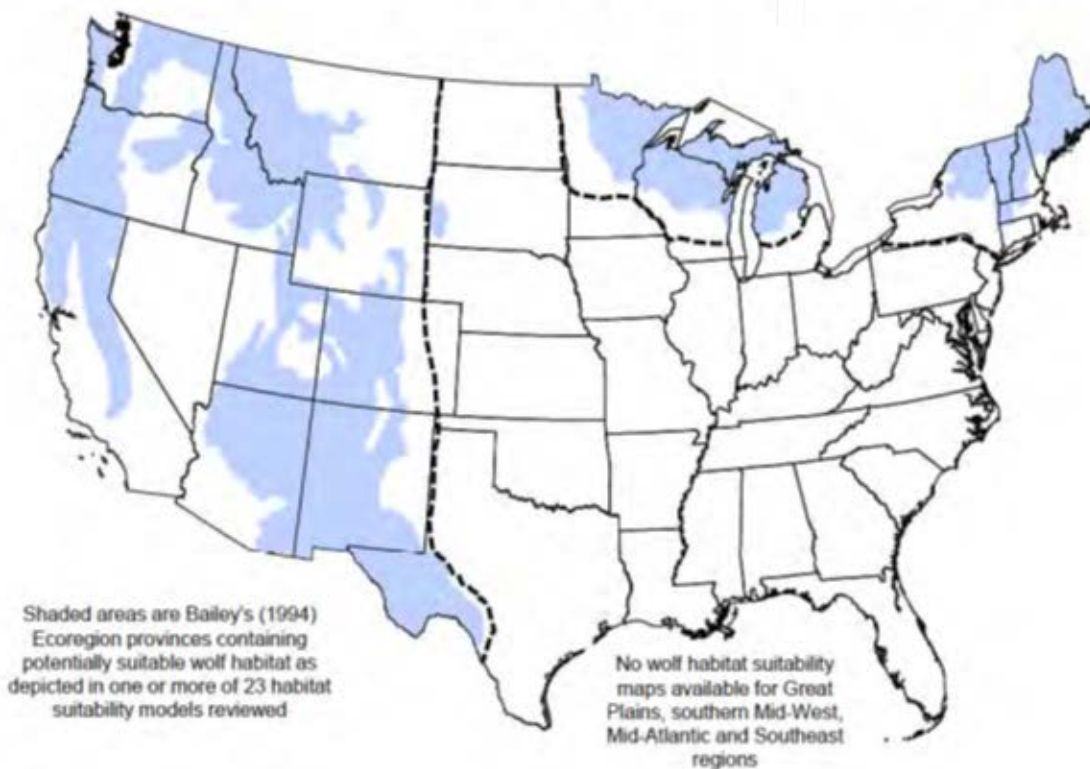 Shaded areas are Bailey's (1994)
Ecoregion provinces containing
potentially suitable wolf habitat as
depicted in one or more of 23 habitat
suitability models reviewed
No wolf habitat suitability
maps available for Great
Plains, southern Mid-West,
Mid-Atlantic and Southeast
regions